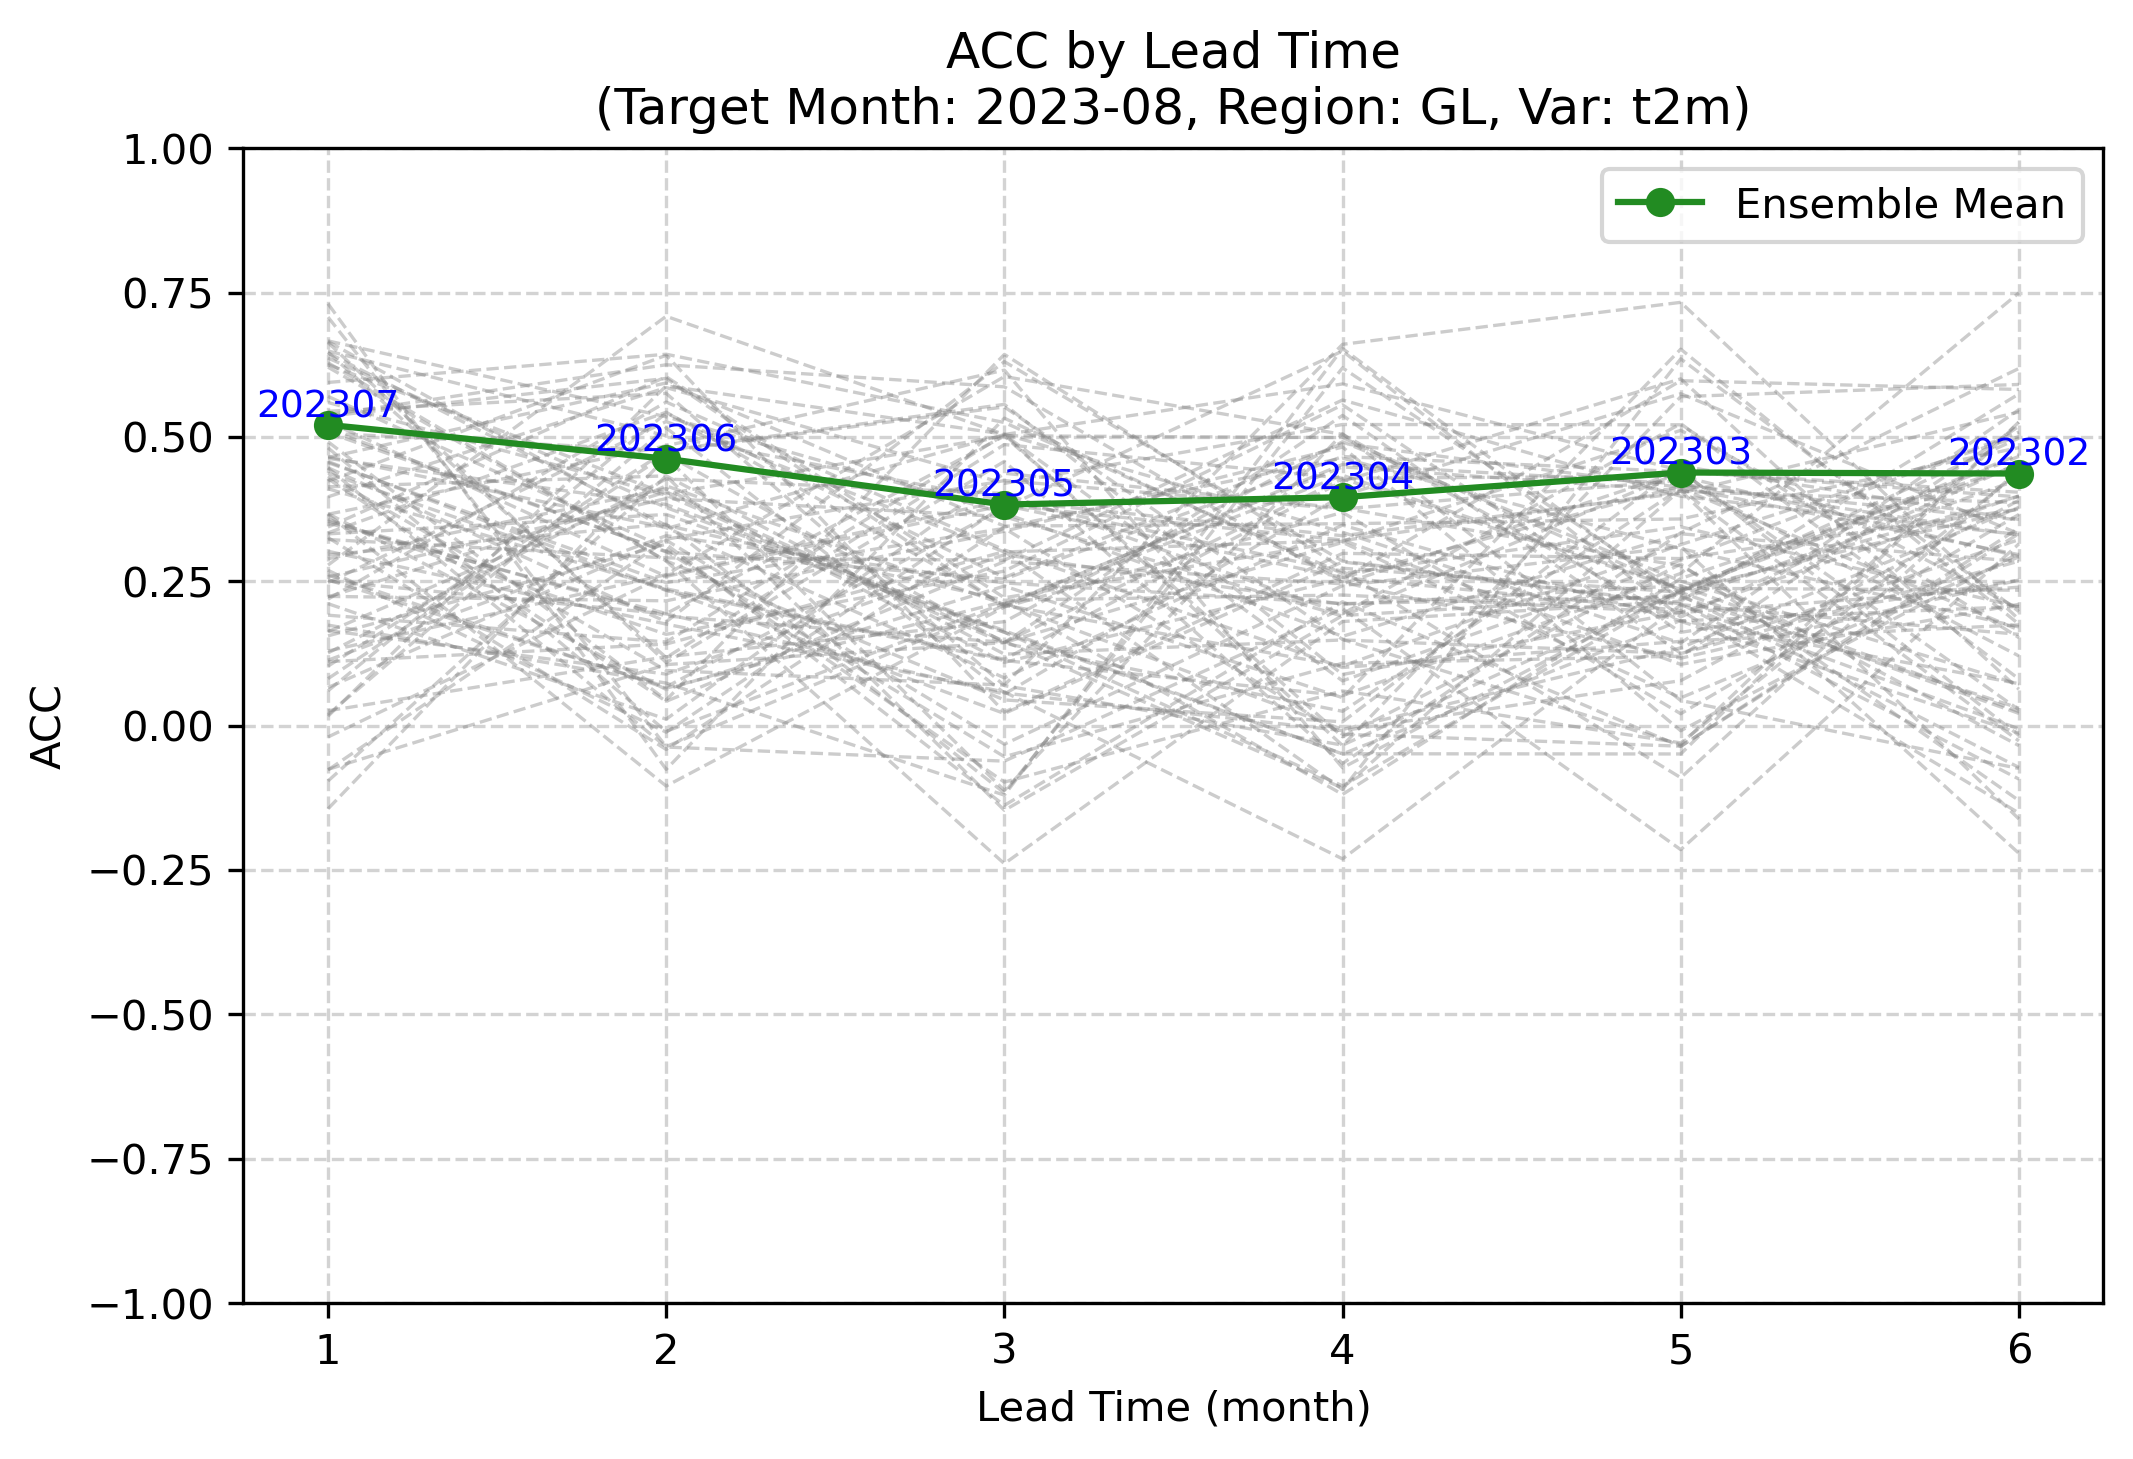 ACC by Lead Time
(Target Month: 2023-08, Region: GL, Var: t2m)
1.00
0.75
0.50
0.25
0.00
−0.25
−0.50
−0.75
−1.00
ACC
Ensemble Mean
202307
202306
202305
202304
202303
202302
1 2 3 4 5 6
Lead Time (month)